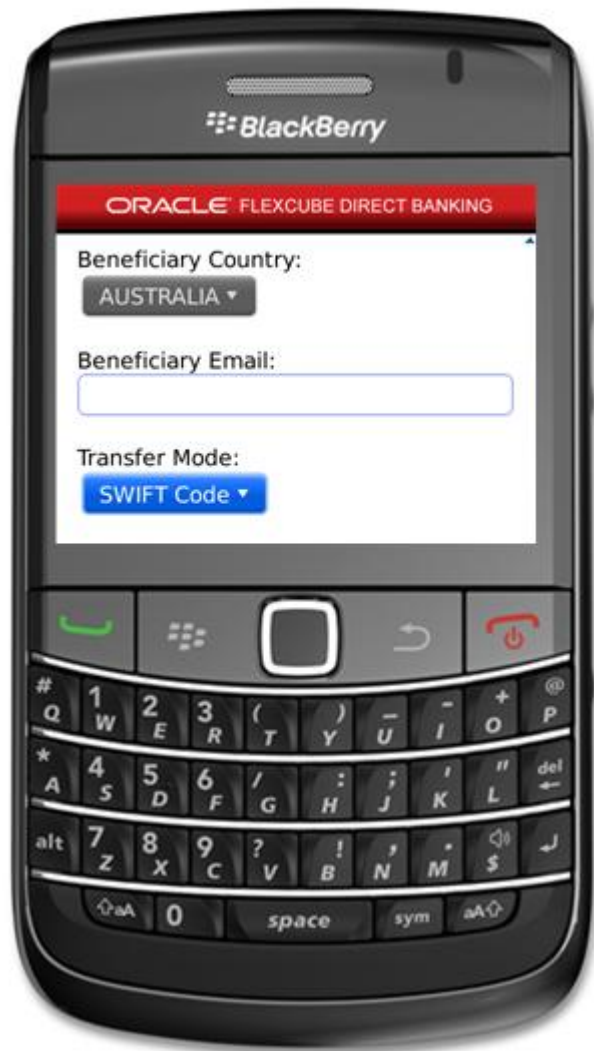 BlackBerry
ORACLE FLEXCUBE DIRECT BANKING
Beneficiary Country:
AUSTRALIA
Beneficiary Email:
Transfer Mode:
SWIFT Code
# 1 2 3 ( ) _ - + @
Q W E R T Y U I O P
* 4 5 6 / : ; ' " del
A S D F G H J K L
alt 7 8 9 ? ! , .
Z X C V B N M $
aA 0 space sym aA